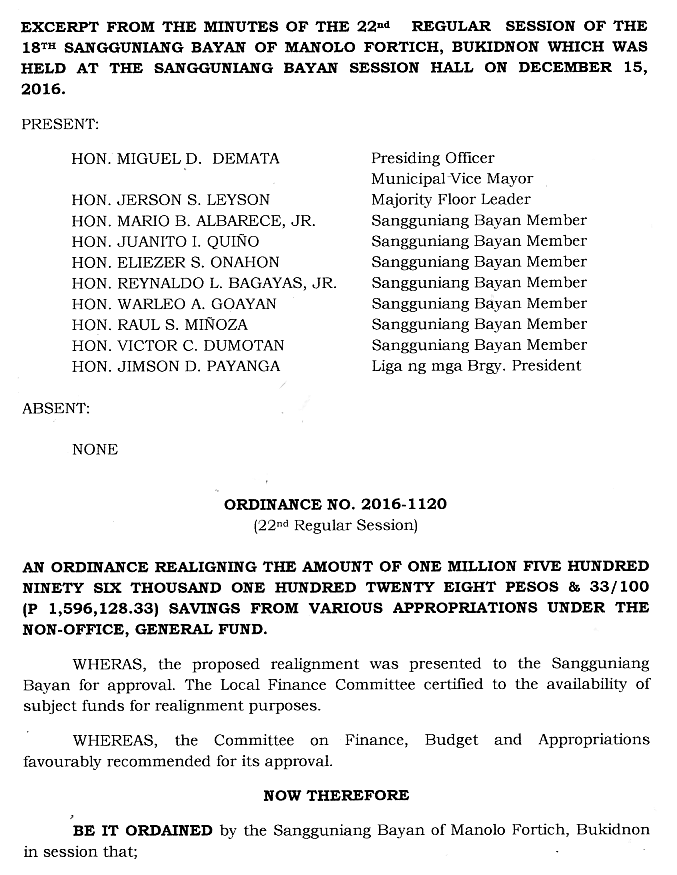 EXCERPT FROM THE MINUTES OF THE 22nd REGULAR SESSION OF THE
18TH SANGGUNIANG BAYAN OF MANOLO FORTICH, BUKIDNON WHICH WAS
HELD AT THE SANGGUNIANG BAYAN SESSION HALL ON DECEMBER 15,
2016.
PRESENT:
HON. MIGUEL D. DEMATA Presiding Officer
Municipal Vice Mayor
HON. JERSON S. LEYSON Majority Floor Leader
HON. MARIO B. ALBARECE, JR. Sangguniang Bayan Member
HON. JUANITO I. QUIÑO Sangguniang Bayan Member
HON. ELIEZER S. ONAHON Sangguniang Bayan Member
HON. REYNALDO L. BAGAYAS, JR. Sangguniang Bayan Member
HON. WARLEO A. GOAYAN Sangguniang Bayan Member
HON. RAUL S. MIÑOZA Sangguniang Bayan Member
HON. VICTOR C. DUMOTAN Sangguniang Bayan Member
HON. JIMSON D. PAYANGA Liga ng mga Brgy. President
ABSENT:
NONE
ORDINANCE NO. 2016-1120
(22nd Regular Session)
AN ORDINANCE REALIGNING THE AMOUNT OF ONE MILLION FIVE HUNDRED
NINETY SIX THOUSAND ONE HUNDRED TWENTY EIGHT PESOS & 33/100
(P 1,596,128.33) SAVINGS FROM VARIOUS APPROPRIATIONS UNDER THE
NON-OFFICE, GENERAL FUND.
WHERAS, the proposed realignment was presented to the Sangguniang
Bayan for approval. The Local Finance Committee certified to the availability of
subject funds for realignment purposes.
WHEREAS, the Committee on Finance, Budget and Appropriations
favourably recommended for its approval.
NOW THEREFORE
BE IT ORDAINED by the Sangguniang Bayan of Manolo Fortich, Bukidnon
in session that;